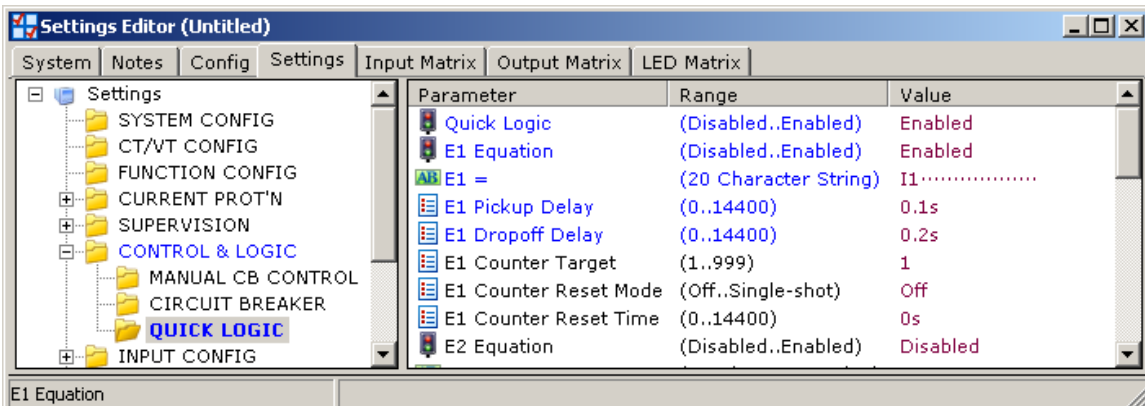 Settings Editor (Untitled)
System Notes Config Settings Input Matrix Output Matrix LED Matrix
Settings
SYSTEM CONFIG
CT/VT CONFIG
FUNCTION CONFIG
CURRENT PROT'N
SUPERVISION
CONTROL & LOGIC
MANUAL CB CONTROL
CIRCUIT BREAKER
QUICK LOGIC
INPUT CONFIG
Parameter Range Value
Quick Logic (Disabled..Enabled) Enabled
E1 Equation (Disabled..Enabled) Enabled
AB E1 = (20 Character String) I1··················
E1 Pickup Delay (0..14400) 0.1s
E1 Dropoff Delay (0..14400) 0.2s
E1 Counter Target (1..999) 1
E1 Counter Reset Mode (Off..Single-shot) Off
E1 Counter Reset Time (0..14400) 0s
E2 Equation (Disabled..Enabled) Disabled
E1 Equation